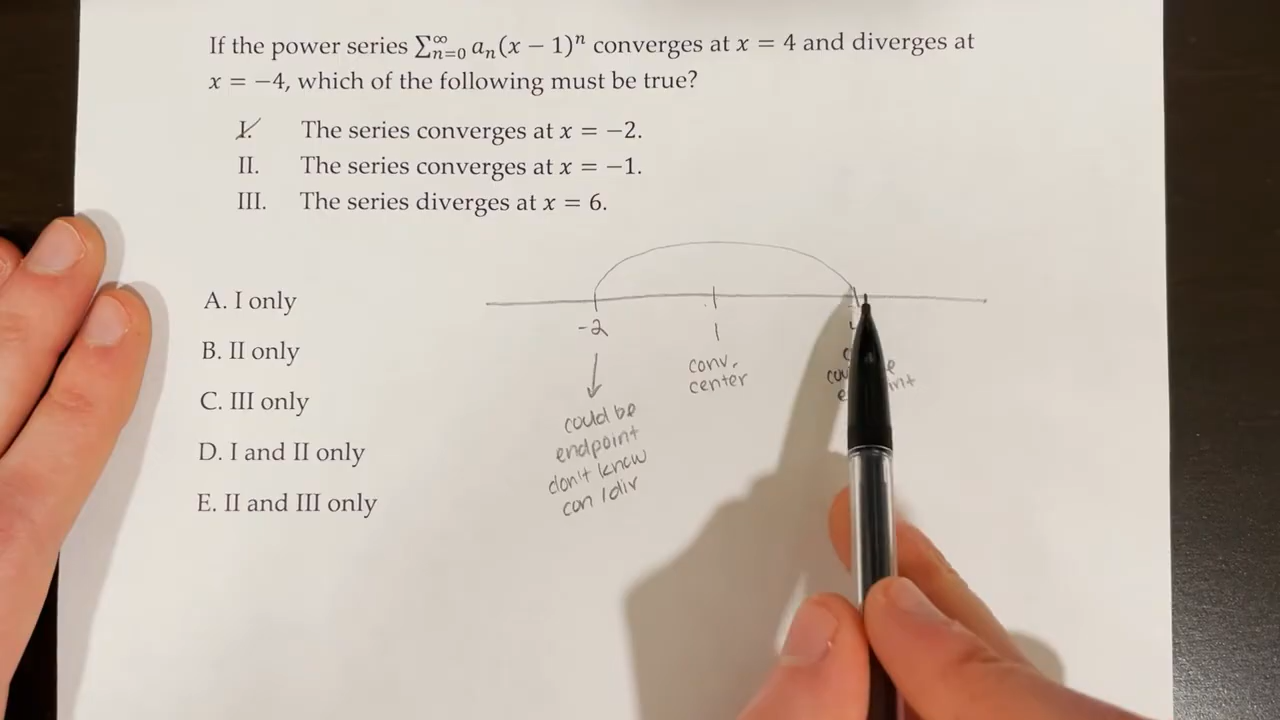 If the power series ∑_{n=0}^{∞} aₙ(x − 1)ⁿ converges at x = 4 and diverges at
x = −4, which of the following must be true?
I. The series converges at x = −2.
II. The series converges at x = −1.
III. The series diverges at x = 6.
A. I only
B. II only
C. III only
D. I and II only
E. II and III only
-2
1
conv.
center
could be
endpoint
don't know
con / div